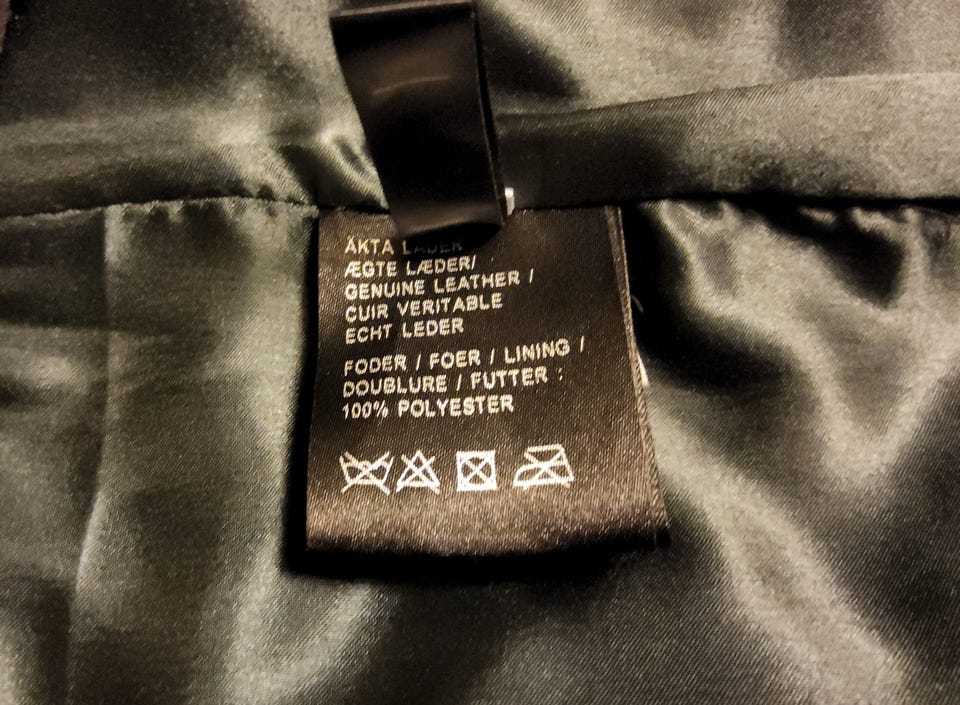 ÄKTA LÄDER
ÆGTE LÆDER/
GENUINE LEATHER /
CUIR VERITABLE
ECHT LEDER
FODER / FOER / LINING /
DOUBLURE / FUTTER :
100% POLYESTER